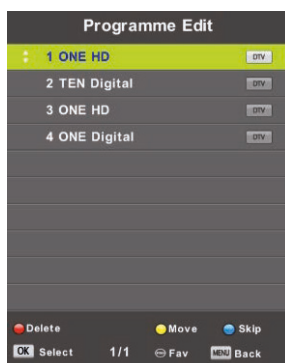 Programme Edit
1 ONE HD DTV
2 TEN Digital DTV
3 ONE HD DTV
4 ONE Digital DTV
Delete Move Skip
OK Select 1/1 Fav MENU Back